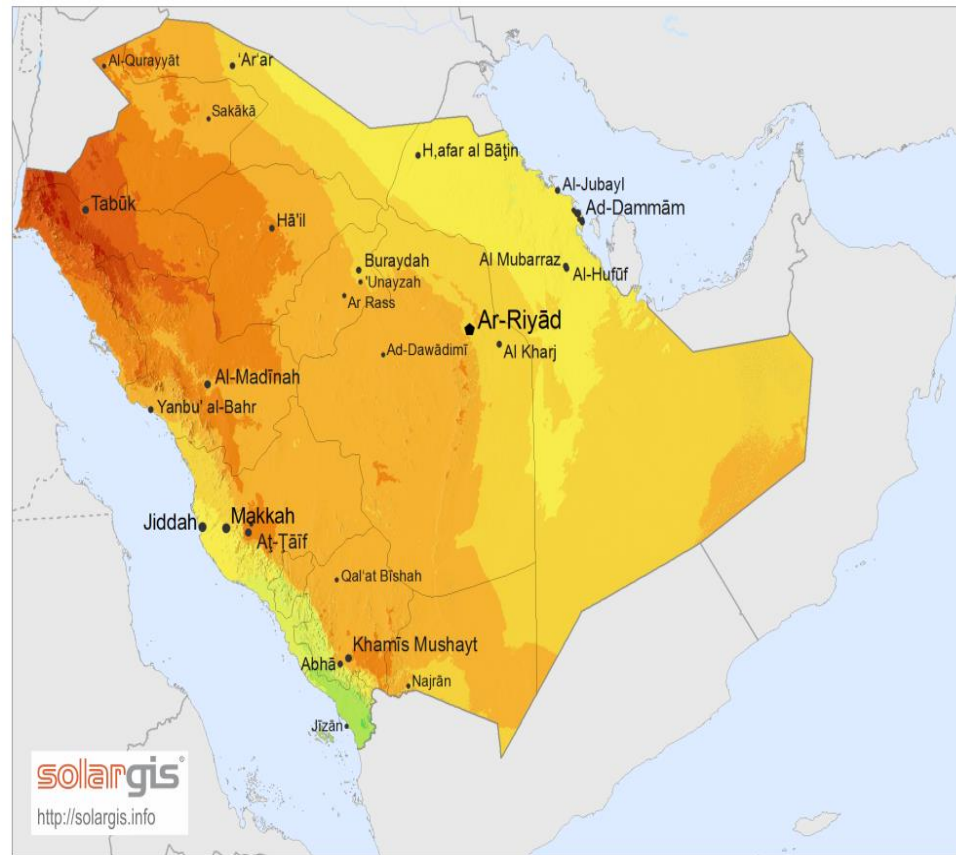 Al-Qurayyāt
'Ar'ar
Sakākā
H,afar al Bāţin
Al-Jubayl
Tabūk
Ad-Dammām
Hā'il
Buraydah
Al Mubarraz
'Unayzah
Al-Hufūf
Ar Rass
Ar-Riyād
Ad-Dawādimī
Al Kharj
Al-Madīnah
Yanbu' al-Bahr
Jiddah
Makkah
Aţ-Ţāīf
Qal'at Bīshah
Khamīs Mushayt
Abhā
Najrān
Jīzān
solargis
http://solargis.info